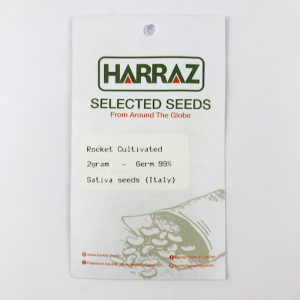 HARRAZ
SELECTED SEEDS
From Around The Globe
Rocket Cultivated
2gram - Germ.99%
Sativa seeds (Italy)